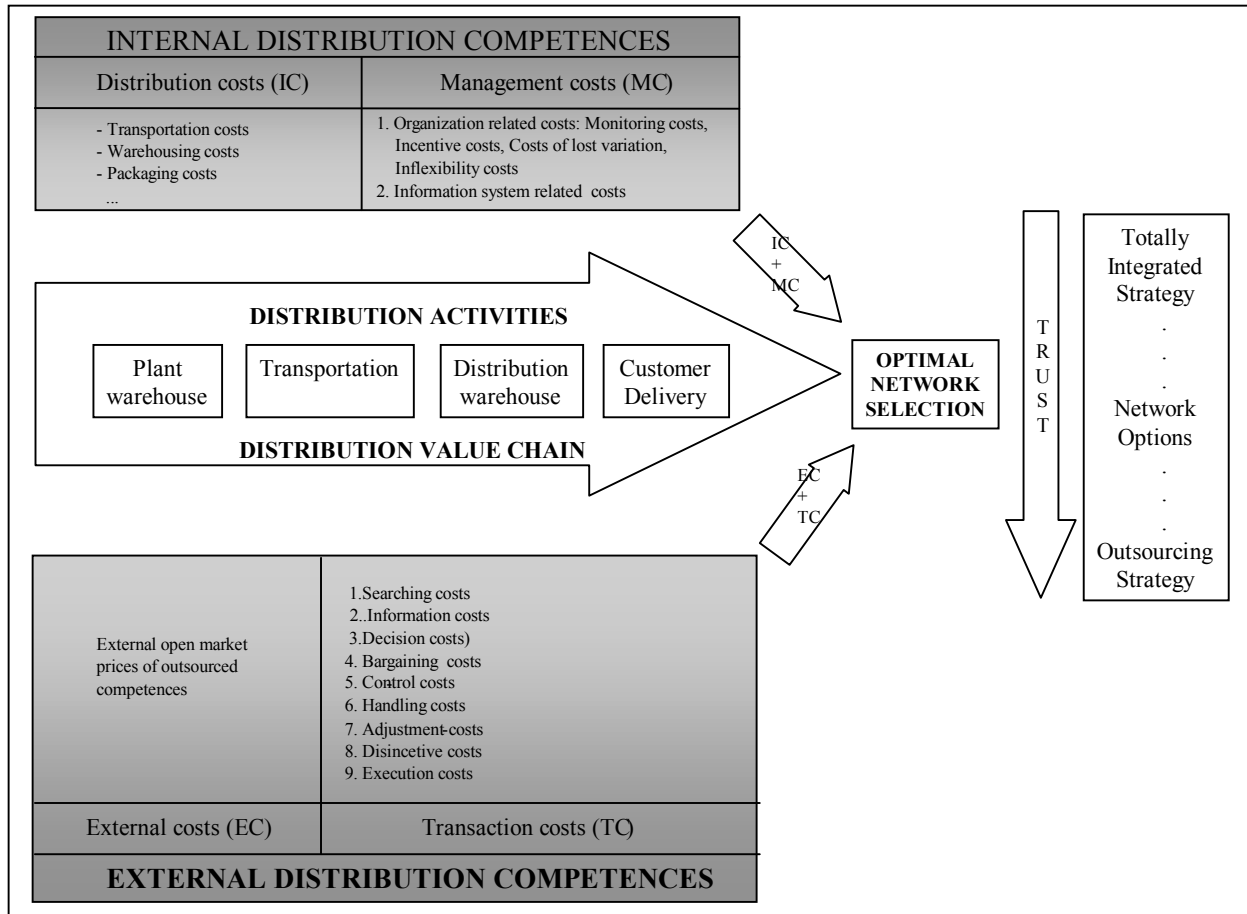 INTERNAL DISTRIBUTION COMPETENCES
Distribution costs (IC)
Management costs (MC)
- Transportation costs
- Warehousing costs
- Packaging costs
...
1. Organization related costs: Monitoring costs,
Incentive costs, Costs of lost variation,
Inflexibility costs
2. Information system related costs
IC
+
MC
DISTRIBUTION ACTIVITIES
Plant
warehouse
Transportation
Distribution
warehouse
Customer
Delivery
DISTRIBUTION VALUE CHAIN
OPTIMAL
NETWORK
SELECTION
EC
+
TC
T
R
U
S
T
Totally
Integrated
Strategy
.
.
.
Network
Options
.
.
.
Outsourcing
Strategy
External open market
prices of outsourced
competences
1.Searching costs
2..Information costs
3.Decision costs)
4. Bargaining costs
5. Control costs
6. Handling costs
7. Adjustment-costs
8. Disincetive costs
9. Execution costs
External costs (EC)
Transaction costs (TC)
EXTERNAL DISTRIBUTION COMPETENCES